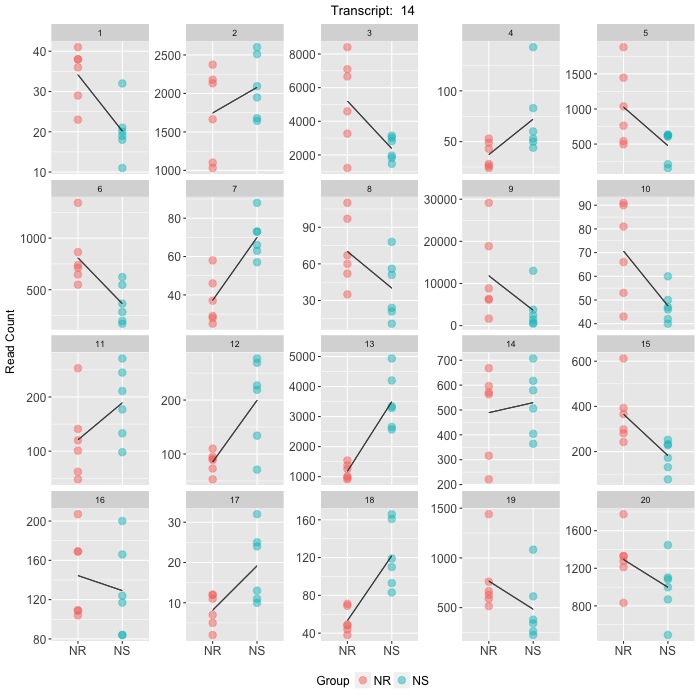 Transcript:  14
Read Count
1 2 3 4 5
40 30 20 10
2500 2000 1500 1000
8000 6000 4000 2000
100 50
1500 1000 500
6 7 8 9 10
1000 500
80 60 40
90 60 30
30000 20000 10000 0
90 80 70 60 50 40
11 12 13 14 15
200 100
200 100
5000 4000 3000 2000 1000
700 600 500 400 300 200
600 400 200
16 17 18 19 20
200 160 120 80
30 20 10
160 120 80 40
1500 1000 500
1600 1200 800
NR NS NR NS NR NS NR NS NR NS
Group NR NS